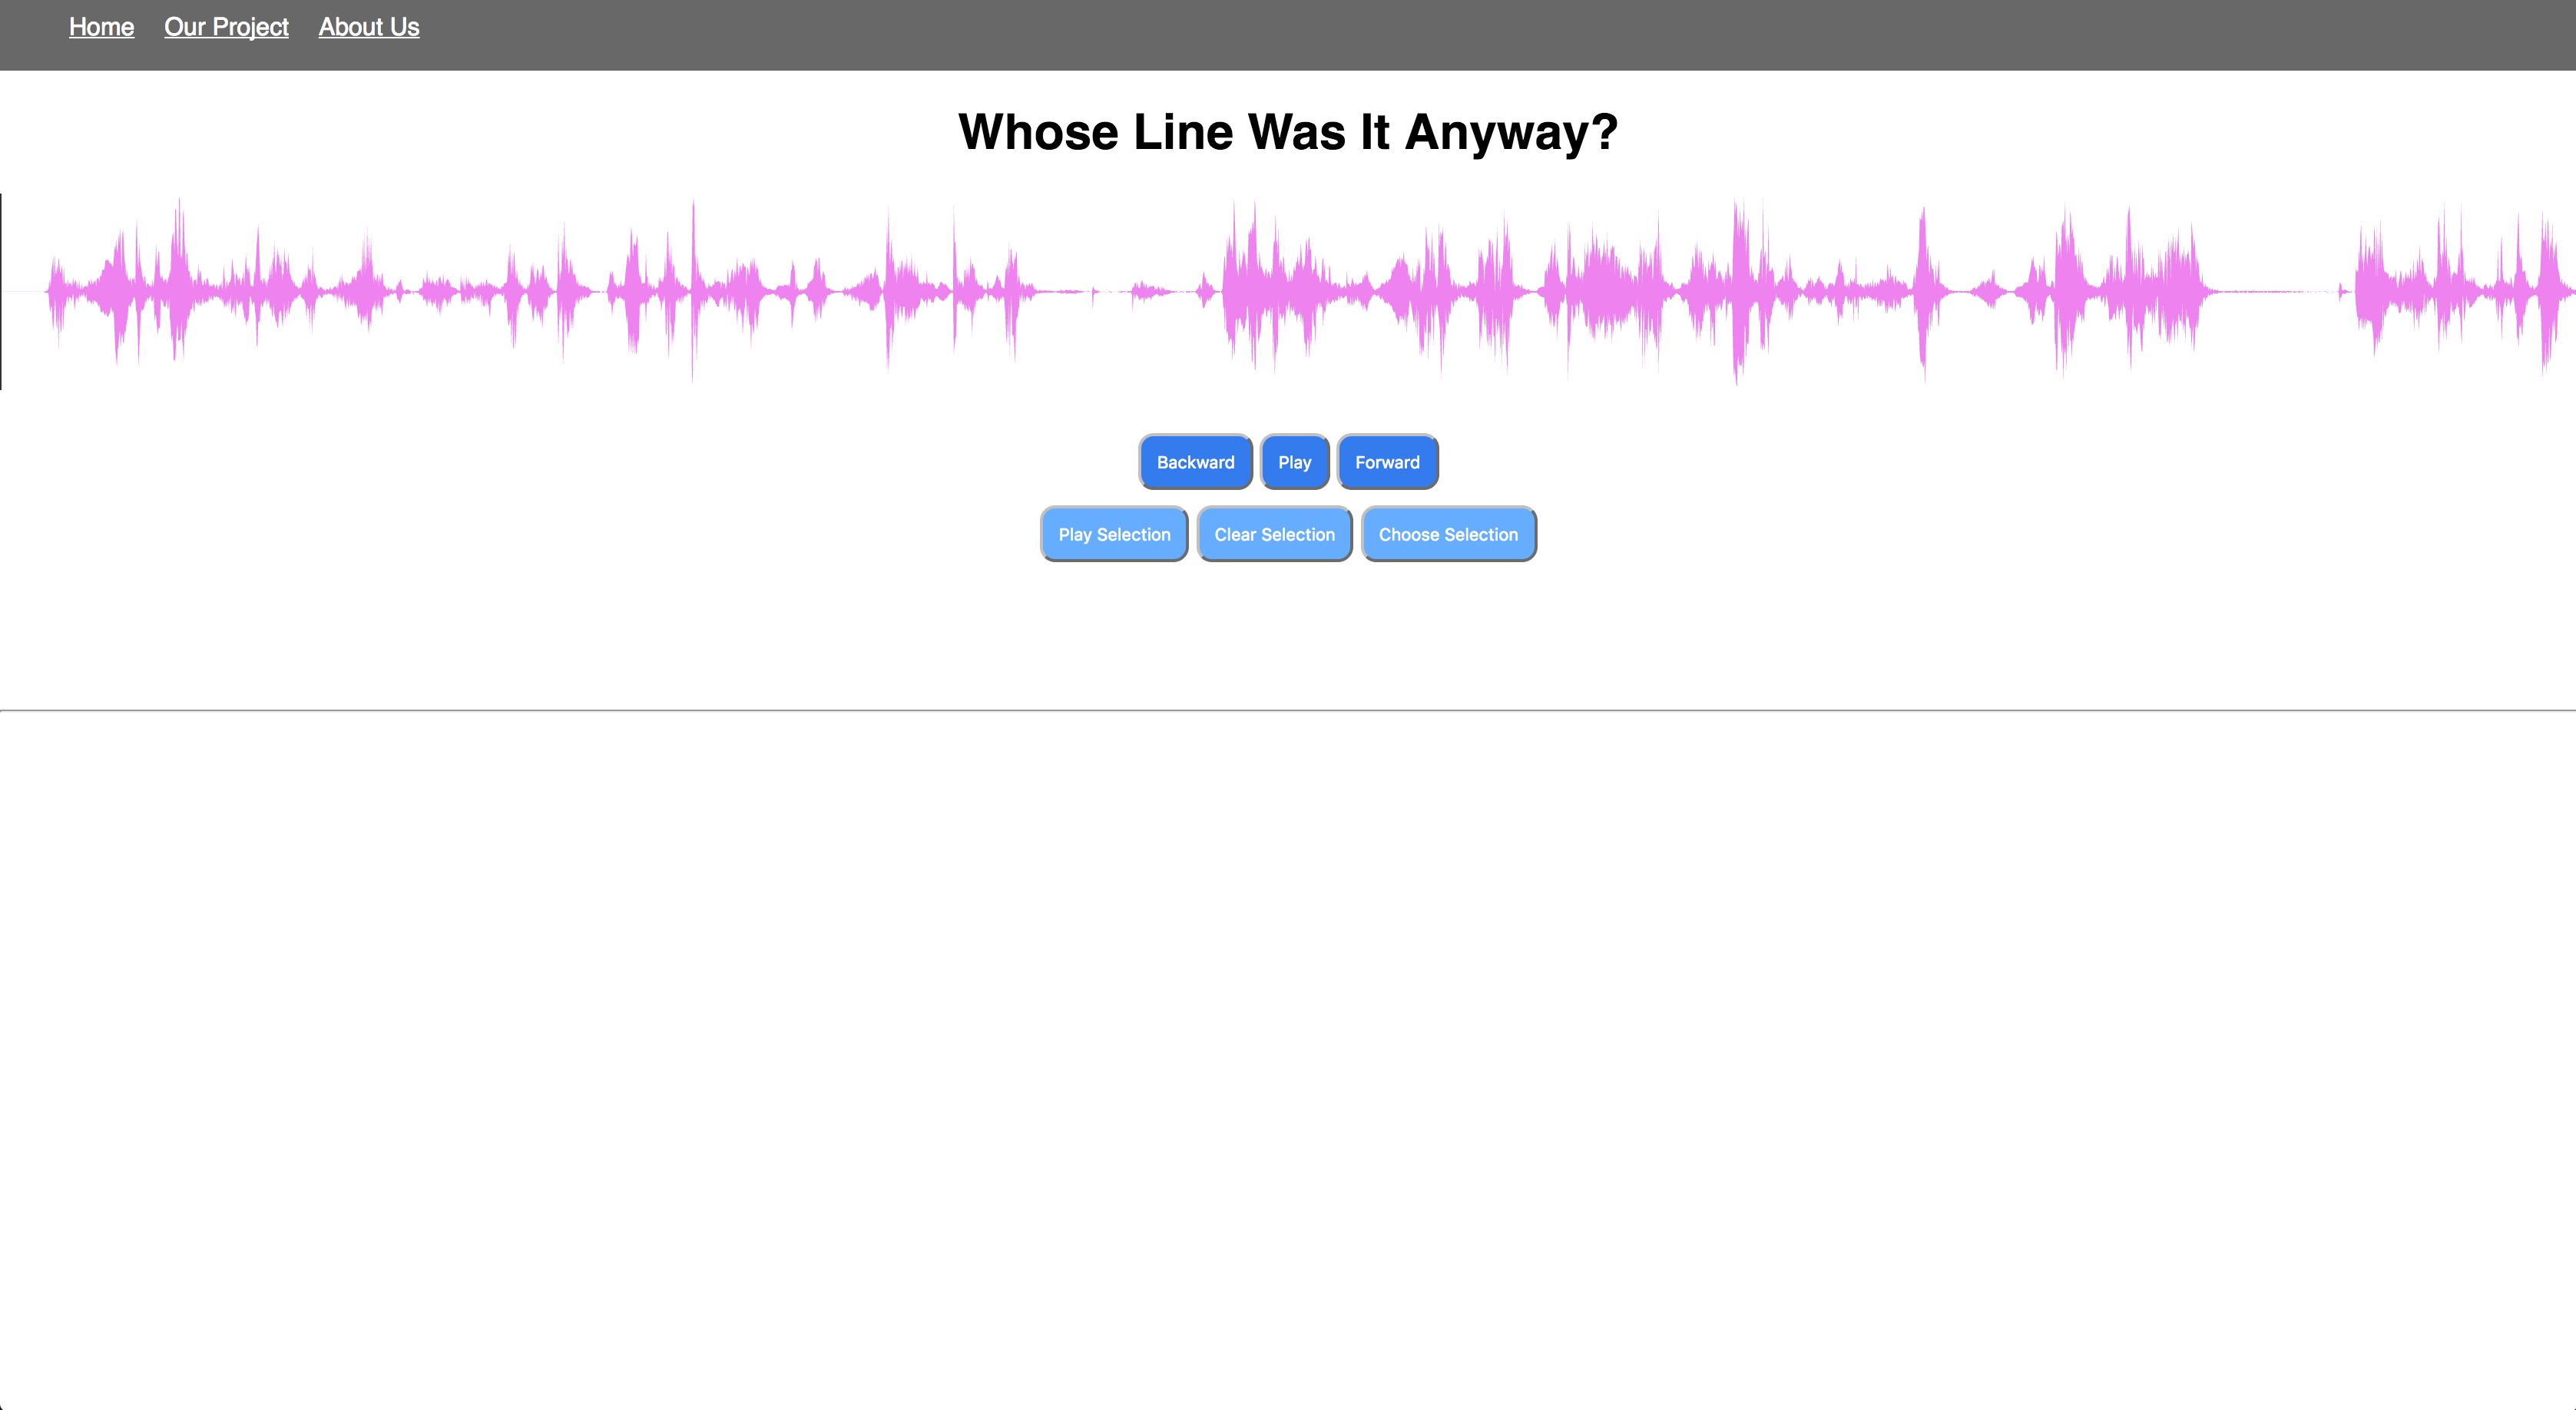 Home Our Project About Us
Whose Line Was It Anyway?
Backward Play Forward
Play Selection Clear Selection Choose Selection